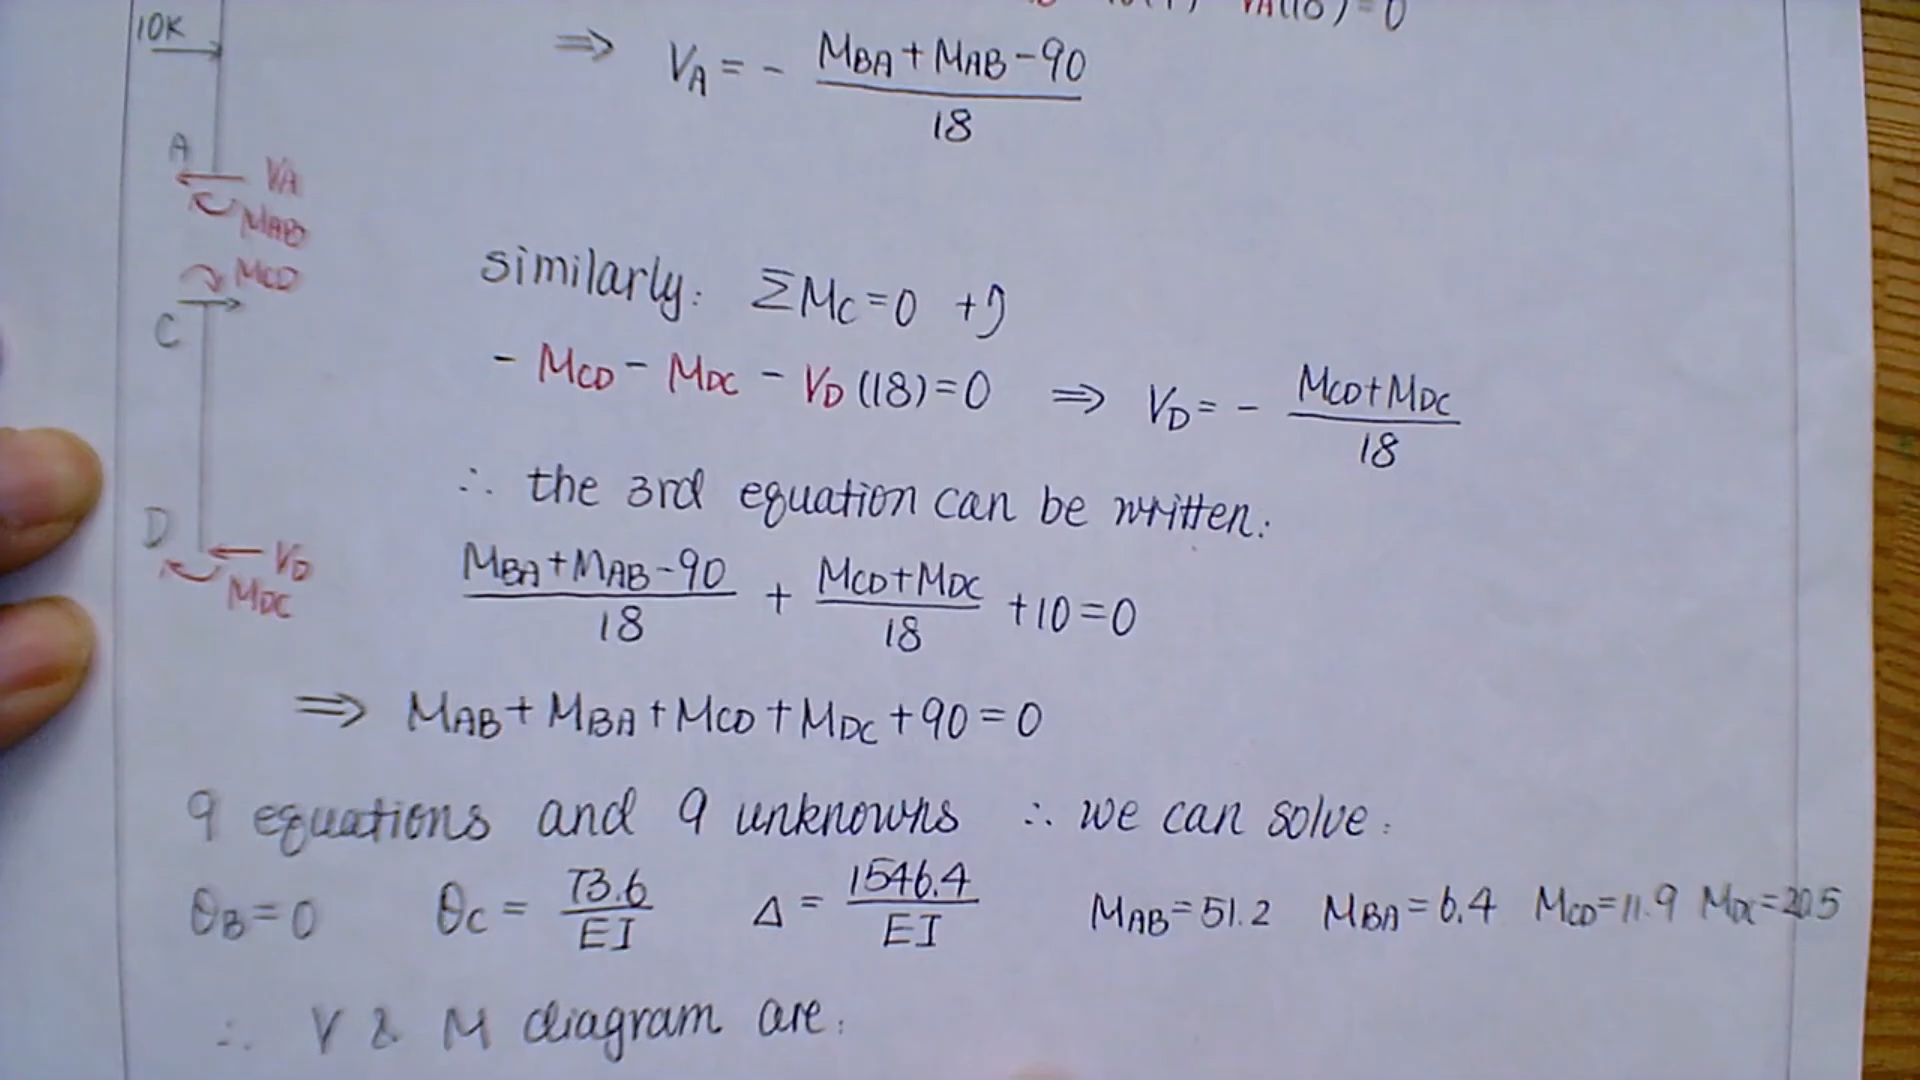 10K
VA(18)=0
⇒ VA = - (MBA + MAB - 90)/18
A
VA
MAB
MCD
C
similarly: ΣMC=0 +↺
- MCD - MDC - VD(18)=0 ⇒ VD = - (MCD+MDC)/18
∴ the 3rd equation can be written:
D
VD
MDC
(MBA+MAB-90)/18 + (MCD+MDC)/18 +10=0
⇒ MAB+MBA+MCD+MDC+90=0
9 equations and 9 unknowns ∴ we can solve:
θB=0 θC = 73.6/EI Δ = 1546.4/EI MAB=51.2 MBA=6.4 MCD=11.9 MDC=20.5
∴ V & M diagram are: